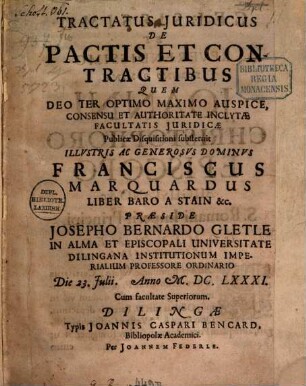 TRACTATUS JURIDICUS
DE
PACTIS ET CON-
TRACTIBUS
QUEM
DEO TER OPTIMO MAXIMO AUSPICE,
CONSENSU ET AUTHORITATE INCLYTÆ
FACULTATIS JURIDICÆ
Publicæ Disquisitioni substernit
ILLUSTRIS AC GENEROSUS DOMINUS
FRANCISCUS
MARQUARDUS
LIBER BARO A STAIN &c.
PRÆSIDE
JOSEPHO BERNARDO GLETLE
IN ALMA ET EPISCOPALI UNIVERSITATE
DILINGANA INSTITUTIONUM IMPE-
RIALIUM PROFESSORE ORDINARIO
Die 23. Julii. Anno M. DC. LXXXI.
Cum facultate Superiorum.
DILINGÆ
Typis JOANNIS CASPARI BENCARD,
Bibliopolæ Academici.
Per JOANNEM FEDERLE.
BIBLIOTHECA
REGIA
MONACENSIS